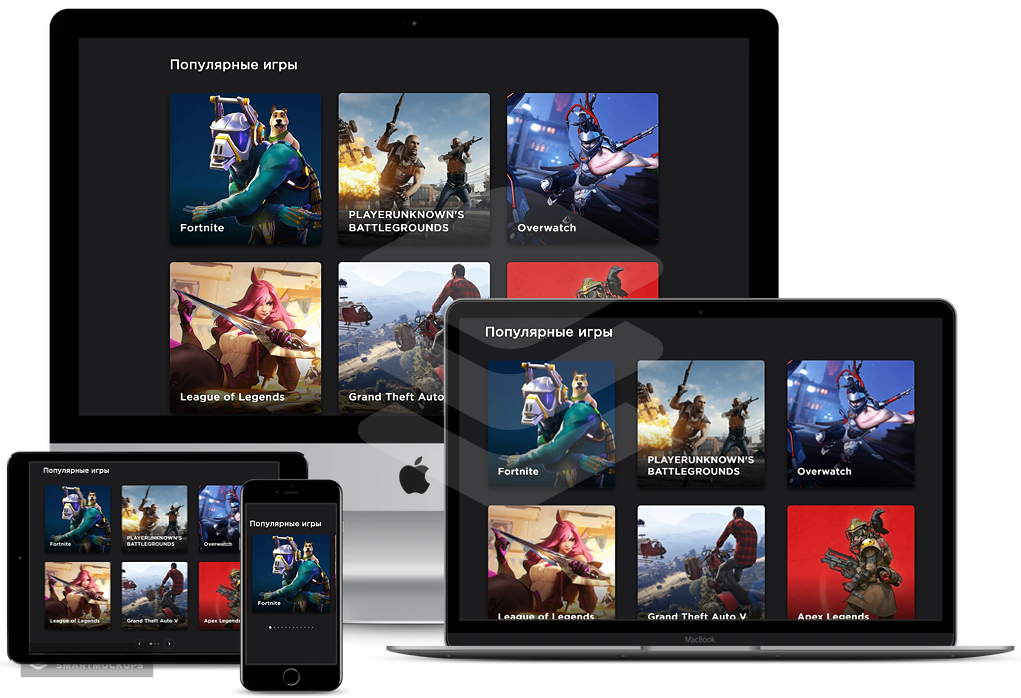 Популярные игры
Fortnite
PLAYERUNKNOWN'S
BATTLEGROUNDS
Overwatch
League of Legends
Grand Theft Auto
Популярные игры
Fortnite
PLAYERUNKNOWN'S
BATTLEGROUNDS
Overwatch
League of Legends
Grand Theft Auto V
Apex Legends
MacBook
Популярные игры
Fortnite
PLAYERUNKNOWN'S
BATTLEGROUNDS
Overwatch
League of Legends
Grand Theft Auto V
Apex Legends
Популярные игры
Fortnite
SMARTMOCKUPS